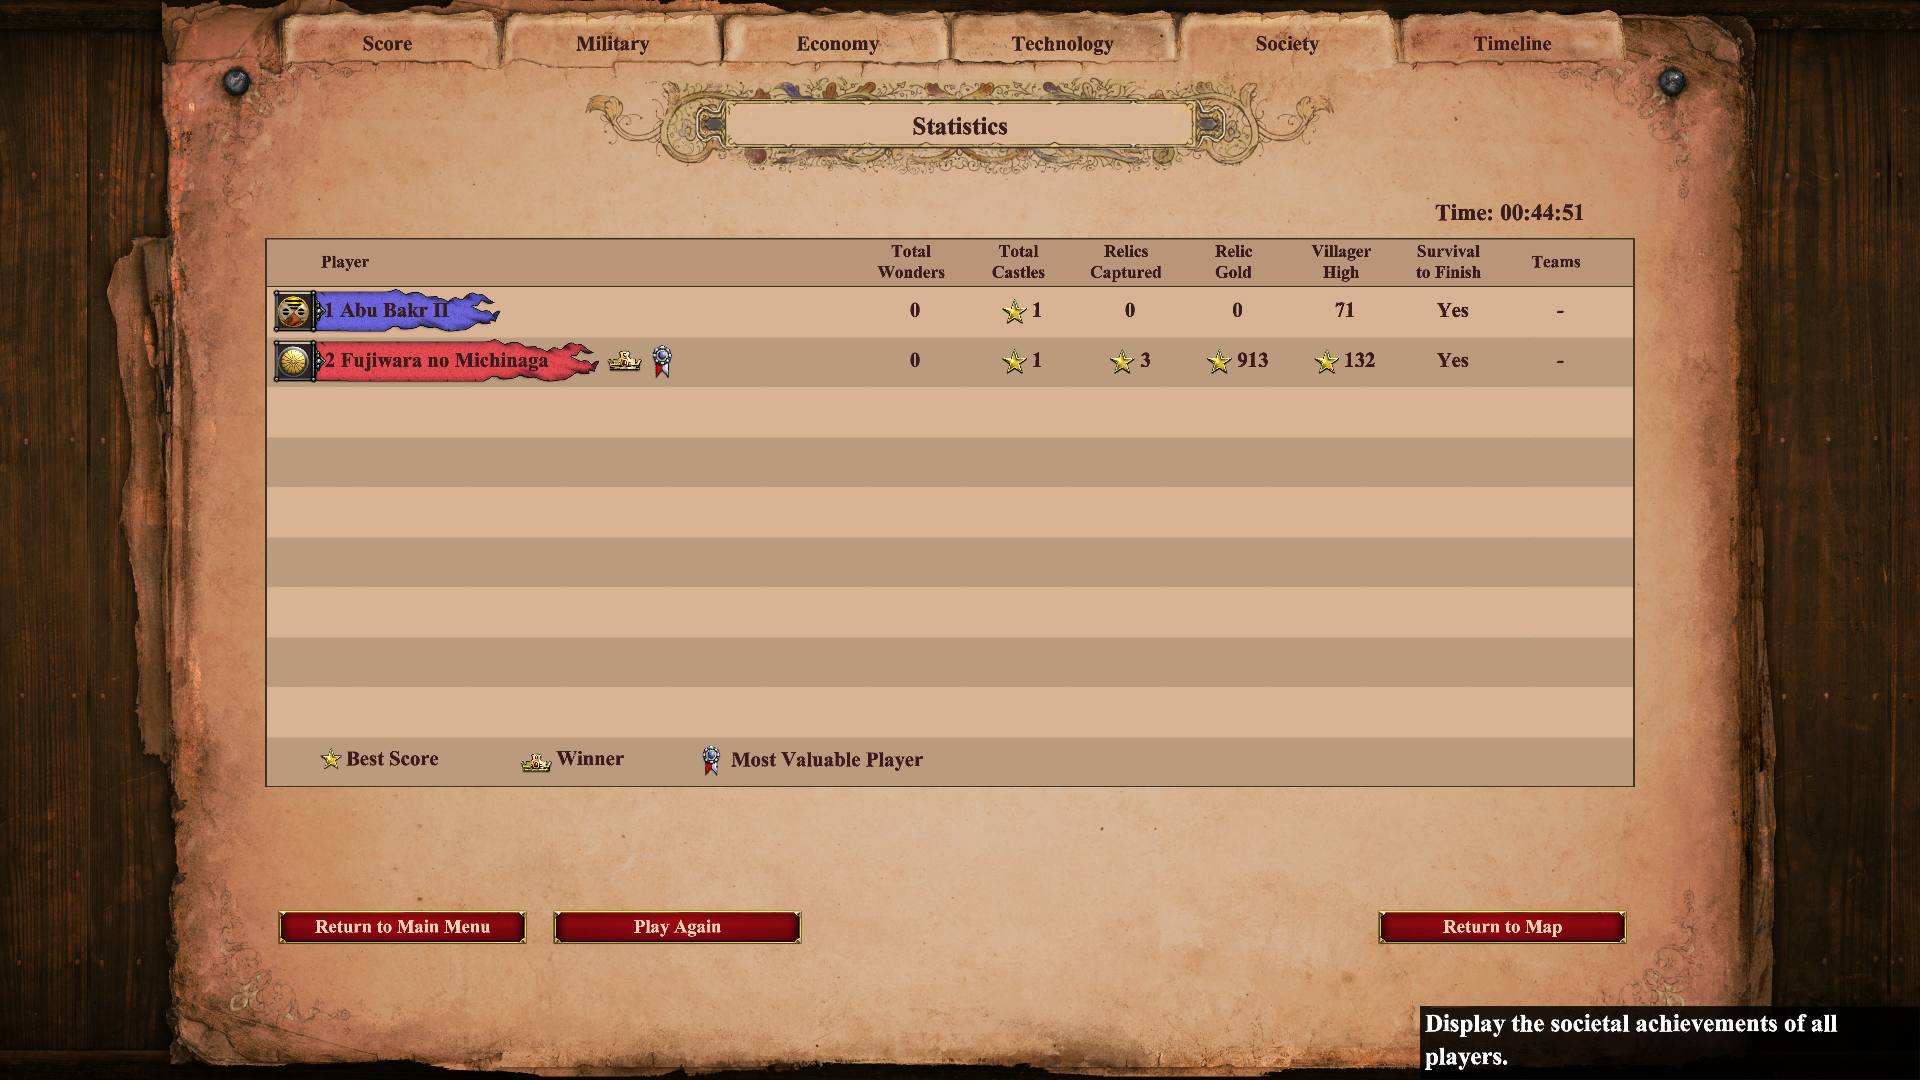 Score Military Economy Technology Society Timeline
Statistics
Time: 00:44:51
Player Total Wonders Total Castles Relics Captured Relic Gold Villager High Survival to Finish Teams
1 Abu Bakr II 0 1 0 0 71 Yes -
2 Fujiwara no Michinaga 0 1 3 913 132 Yes -
Best Score Winner Most Valuable Player
Return to Main Menu Play Again Return to Map
Display the societal achievements of all
players.